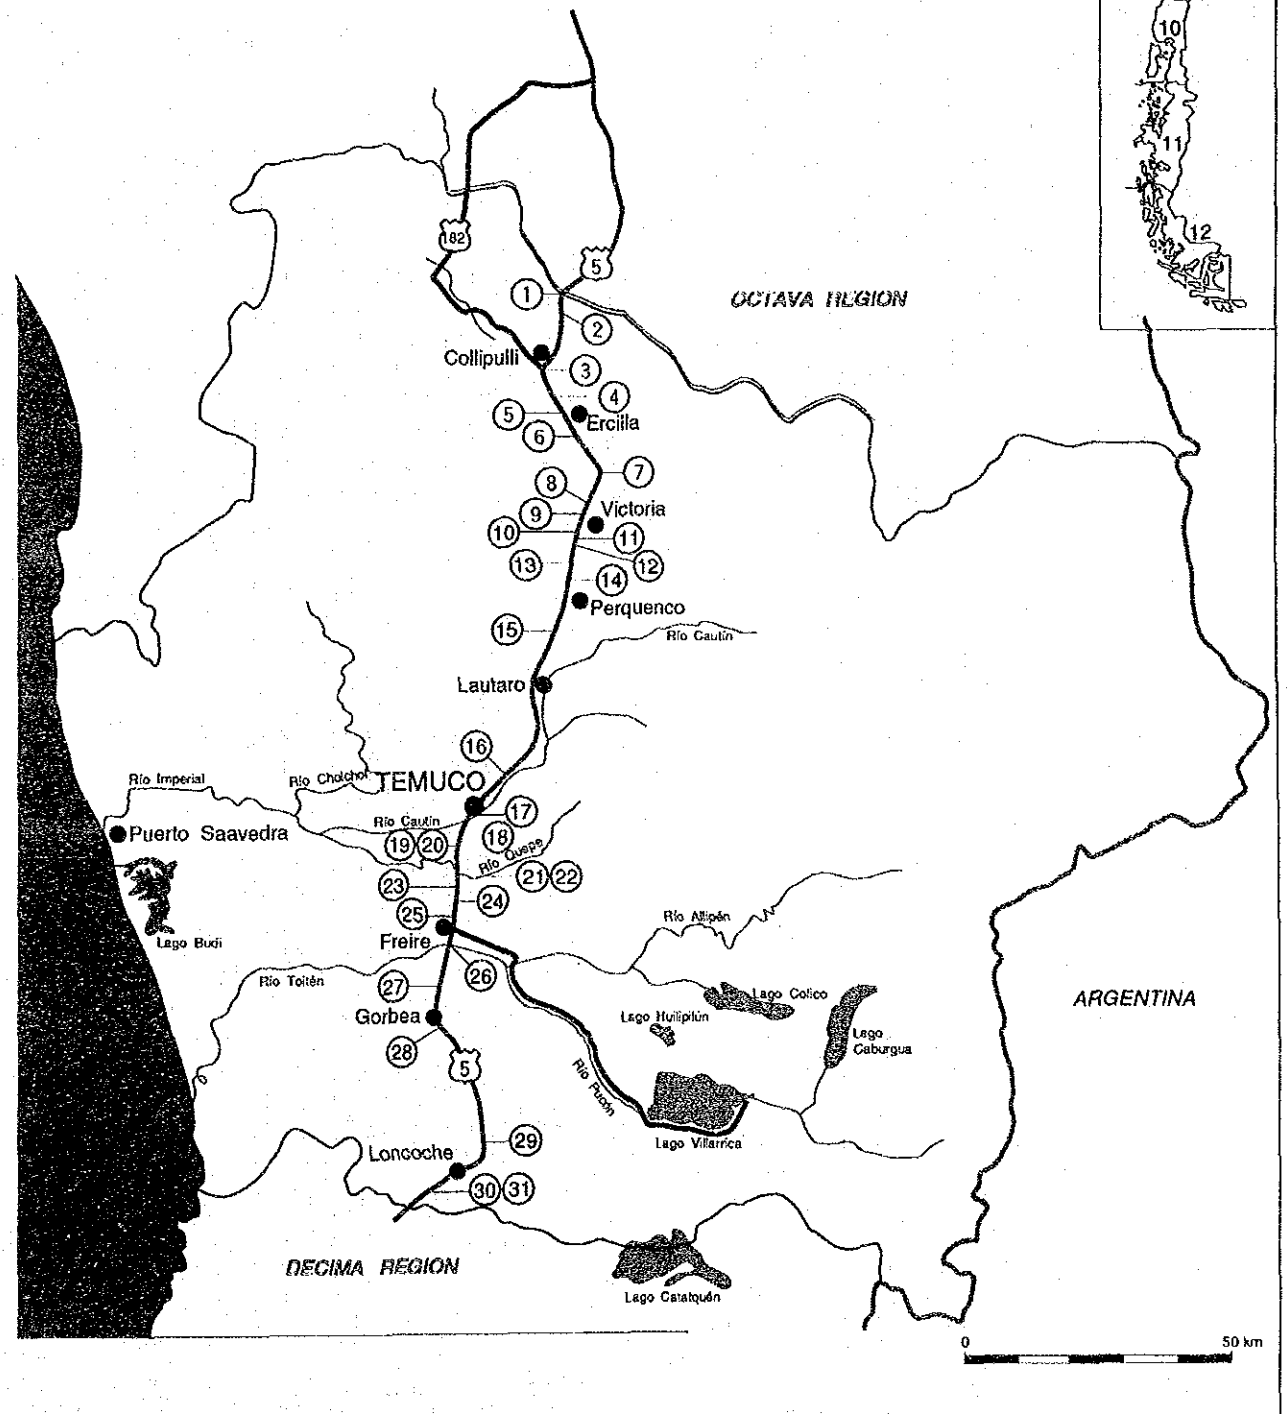 10
11
12
182
5
1
OCTAVA REGION
2
Collipulli
3
4
5
Ercilla
6
7
8
Victoria
9
10
11
12
13
14
Perquenco
15
Río Cautín
Lautaro
16
Río Imperial
Río Cholchol
TEMUCO
17
Río Cautín
Puerto Saavedra
18
19
20
Río Quepe
21
22
23
24
25
Río Allipén
Freire
Lago Budi
26
Río Toltén
27
Lago Colico
ARGENTINA
Gorbea
Lago Huilipilún
28
Lago
Caburgua
5
Río Pucón
Lago Villarrica
29
Loncoche
30
31
DECIMA REGION
Lago Calafquén
0
50 km